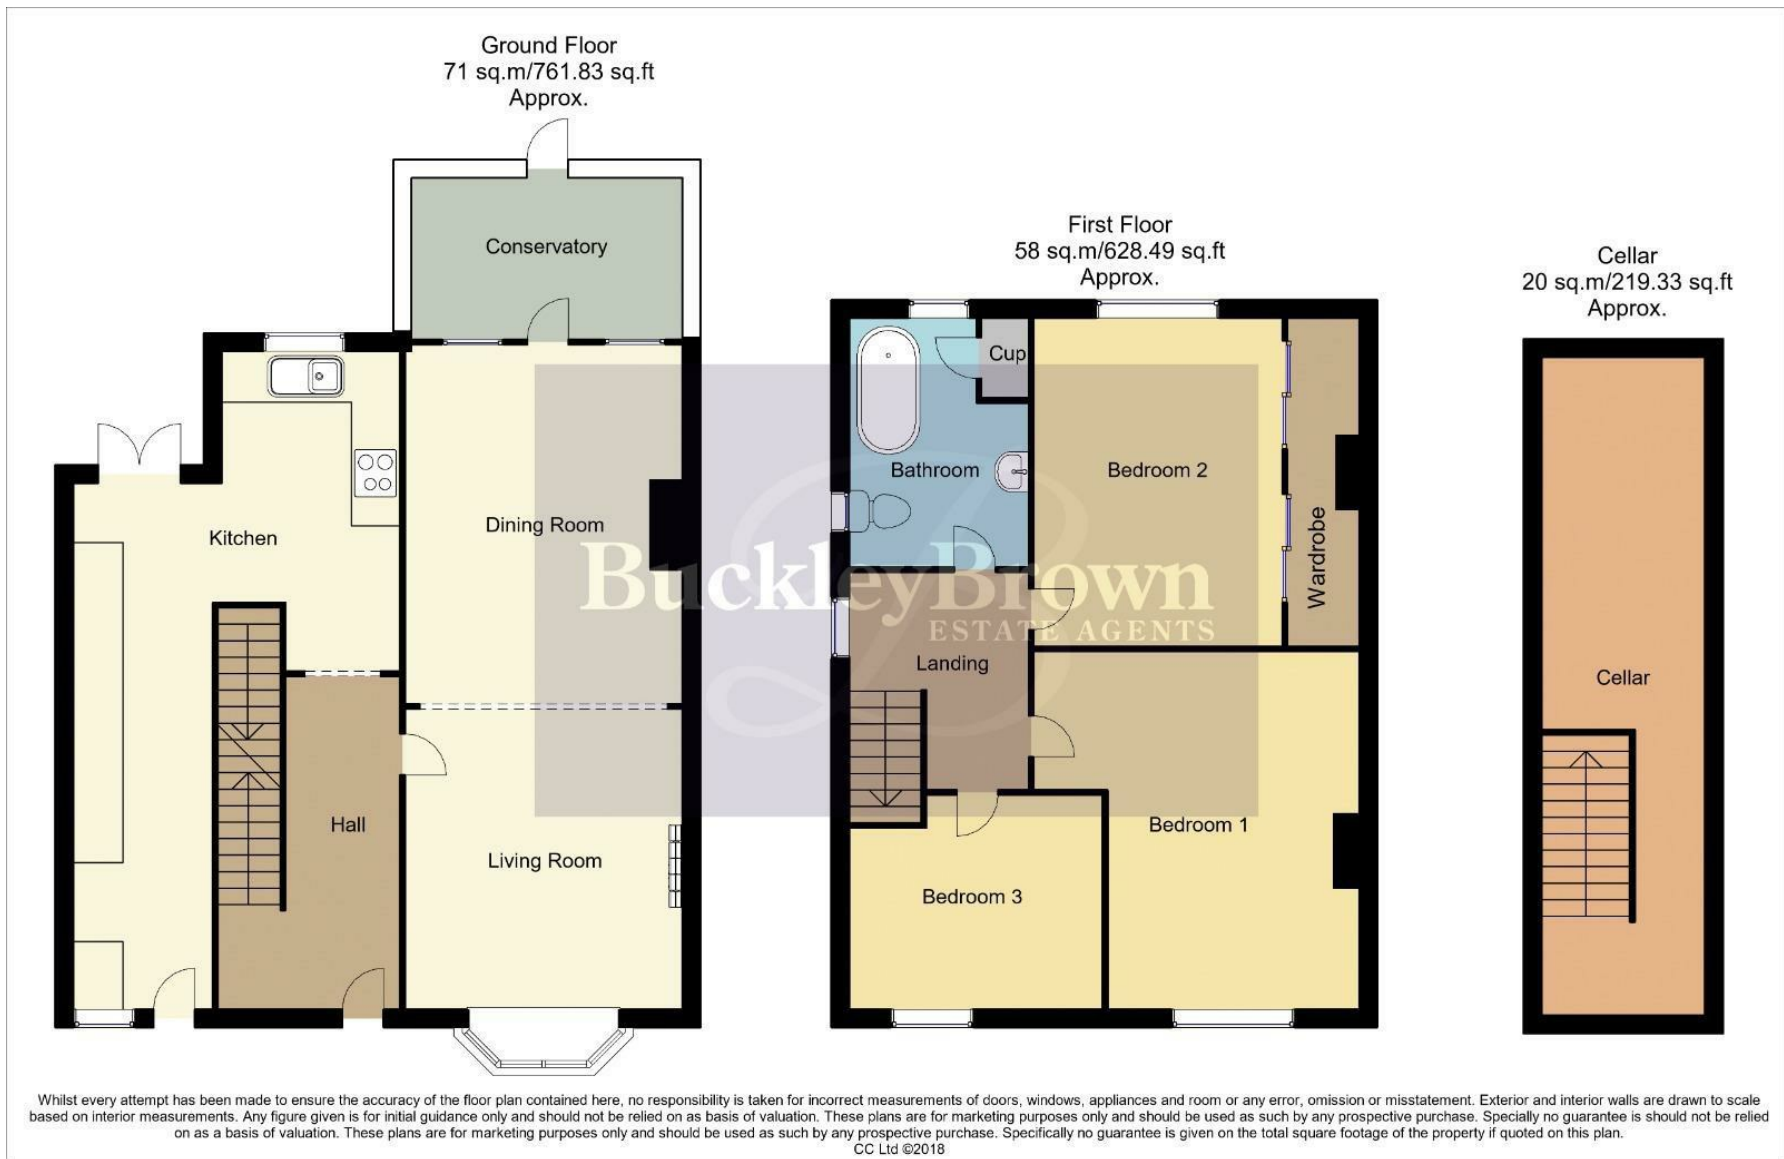 Ground Floor
71 sq.m/761.83 sq.ft
Approx.
Conservatory
Kitchen
Dining Room
Hall
Living Room
First Floor
58 sq.m/628.49 sq.ft
Approx.
Cup
Bathroom
Bedroom 2
Wardrobe
Landing
Bedroom 1
Bedroom 3
Cellar
20 sq.m/219.33 sq.ft
Approx.
Cellar
B
BuckleyBrown
ESTATE AGENTS
Whilst every attempt has been made to ensure the accuracy of the floor plan contained here, no responsibility is taken for incorrect measurements of doors, windows, appliances and room or any error, omission or misstatement. Exterior and interior walls are drawn to scale
based on interior measurements. Any figure given is for initial guidance only and should not be relied on as basis of valuation. These plans are for marketing purposes only and should be used as such by any prospective purchase. Specially no guarantee is should not be relied
on as a basis of valuation. These plans are for marketing purposes only and should be used as such by any prospective purchase. Specifically no guarantee is given on the total square footage of the property if quoted on this plan.
CC Ltd ©2018